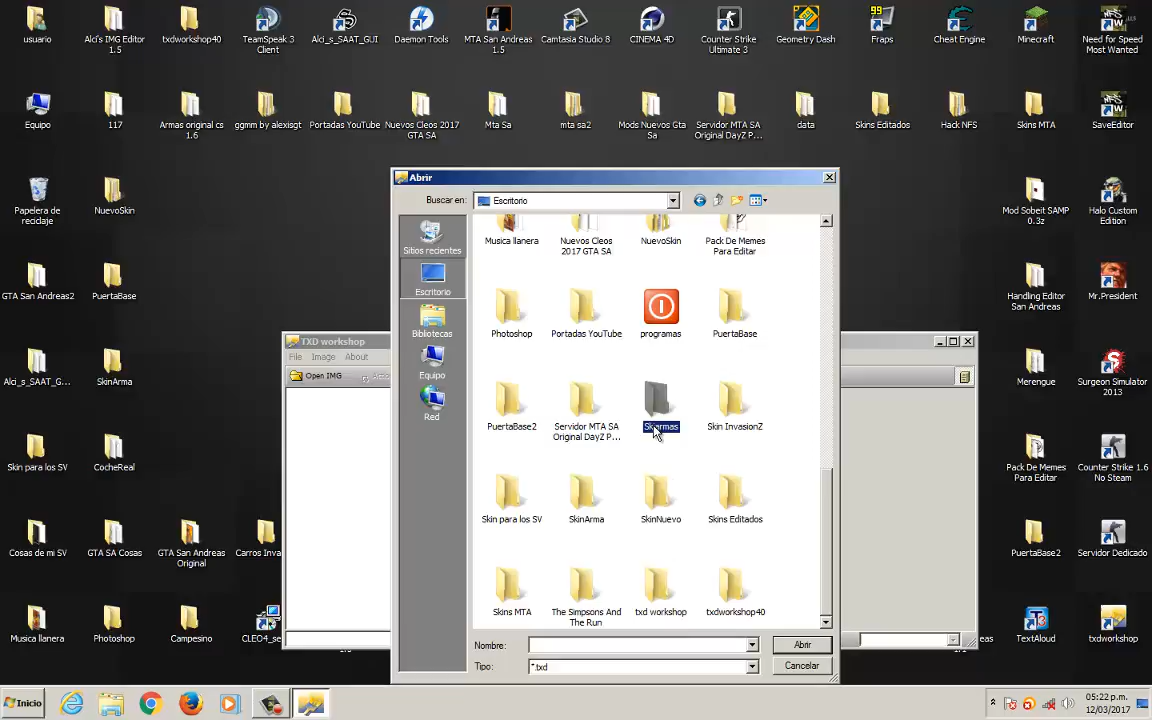 usuario
Alci's IMG Editor
1.5
txdworkshop40
TeamSpeak 3
Client
Alci_s_SAAT_GUI
Daemon Tools
MTA San Andreas
1.5
Camtasia Studio 8
CINEMA 4D
Counter Strike
Ultimate 3
Geometry Dash
99
Fraps
Cheat Engine
Minecraft
Need for Speed
Most Wanted
Equipo
117
Armas original cs
1.6
ggmm by alexisgt
Portadas YouTube
Nuevos Cleos 2017
GTA SA
Mta Sa
mta sa2
Mods Nuevos Gta
Sa
Servidor MTA SA
Original DayZ P...
data
Skins Editados
Hack NFS
Skins MTA
SaveEditor
Papelera de
reciclaje
NuevoSkin
Mod Sobeit SAMP
0.3z
Halo Custom
Edition
GTA San Andreas2
PuertaBase
Handling Editor
San Andreas
Mr.President
Alci_s_SAAT_G...
SkinArma
Merengue
Surgeon Simulator
2013
Skin para los SV
CocheReal
Pack De Memes
Para Editar
Counter Strike 1.6
No Steam
Cosas de mi SV
GTA SA Cosas
GTA San Andreas
Original
Carros Inva
PuertaBase2
Servidor Dedicado
Musica llanera
Photoshop
Campesino
CLEO4_se
eas
TextAloud
txdworkshop
TXD workshop
File
Image
About
Open IMG
Abrir
Buscar en:
Escritorio
Sitios recientes
Escritorio
Bibliotecas
Equipo
Red
Musica llanera
Nuevos Cleos
2017 GTA SA
NuevoSkin
Pack De Memes
Para Editar
Photoshop
Portadas YouTube
programas
PuertaBase
PuertaBase2
Servidor MTA SA
Original DayZ P...
Skin InvasionZ
Skin para los SV
SkinArma
SkinNuevo
Skins Editados
Skins MTA
The Simpsons And
The Run
txd workshop
txdworkshop40
Nombre:
Abrir
Tipo:
*.txd
Cancelar
Inicio
05:22 p.m.
12/03/2017